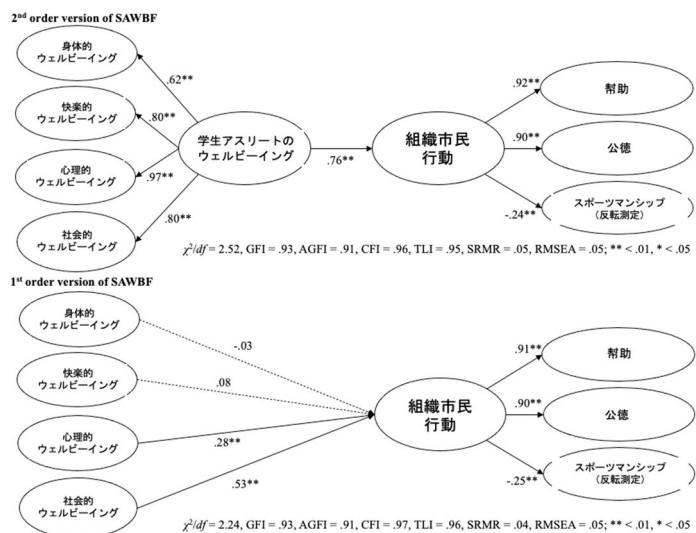 2nd order version of SAWBF
身体的
ウェルビーイング
.62**
快楽的
ウェルビーイング
.80**
心理的
ウェルビーイング
.97**
社会的
ウェルビーイング
.80**
学生アスリートの
ウェルビーイング
.76**
組織市民
行動
.92**
幇助
.90**
公徳
-.24**
スポーツマンシップ
(反転測定)
χ2/df = 2.52, GFI = .93, AGFI = .91, CFI = .96, TLI = .95, SRMR = .05, RMSEA = .05; ** < .01, * < .05
1st order version of SAWBF
身体的
ウェルビーイング
-.03
快楽的
ウェルビーイング
.08
心理的
ウェルビーイング
.28**
社会的
ウェルビーイング
.53**
組織市民
行動
.91**
幇助
.90**
公徳
-.25**
スポーツマンシップ
(反転測定)
χ2/df = 2.24, GFI = .93, AGFI = .91, CFI = .97, TLI = .96, SRMR = .04, RMSEA = .05; ** < .01, * < .05